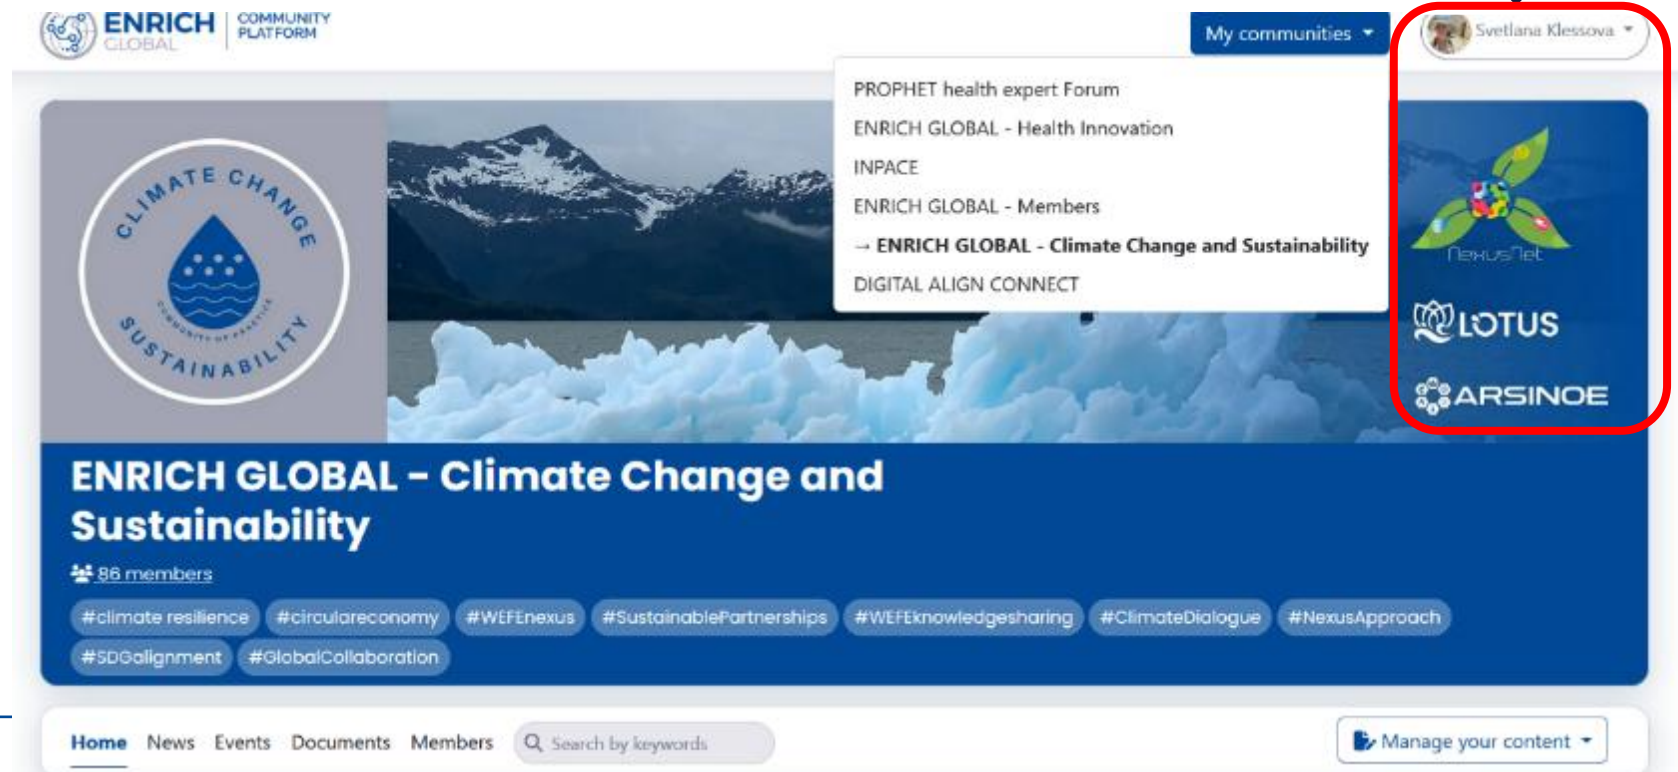 ENRICH
GLOBAL
COMMUNITY
PLATFORM
My communities
Svetlana Klessova
PROPHET health expert Forum
ENRICH GLOBAL - Health Innovation
INPACE
ENRICH GLOBAL - Members
→ ENRICH GLOBAL - Climate Change and Sustainability
DIGITAL ALIGN CONNECT
CLIMATE CHANGE
COMMUNITY OF PRACTICE
SUSTAINABILITY
NexusNet
LOTUS
ARSINOE
ENRICH GLOBAL - Climate Change and
Sustainability
86 members
#climate resilience #circulareconomy #WEFEnexus #SustainablePartnerships #WEFEknowledgesharing #ClimateDialogue #NexusApproach
#SDGalignment #GlobalCollaboration
Home News Events Documents Members Search by keywords Manage your content